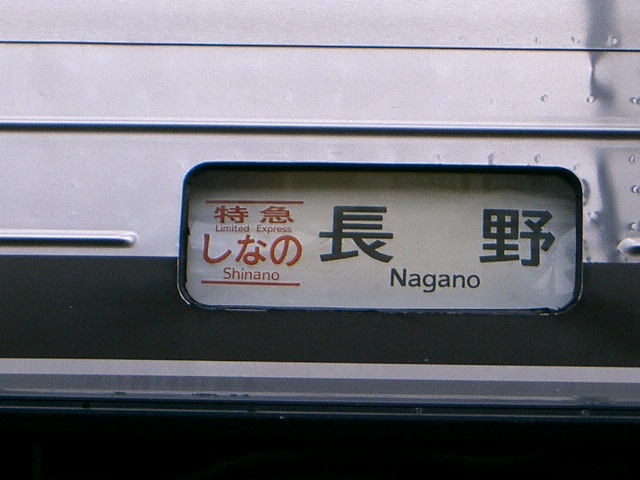 特急
Limited Express
しなの
Shinano
長野
Nagano